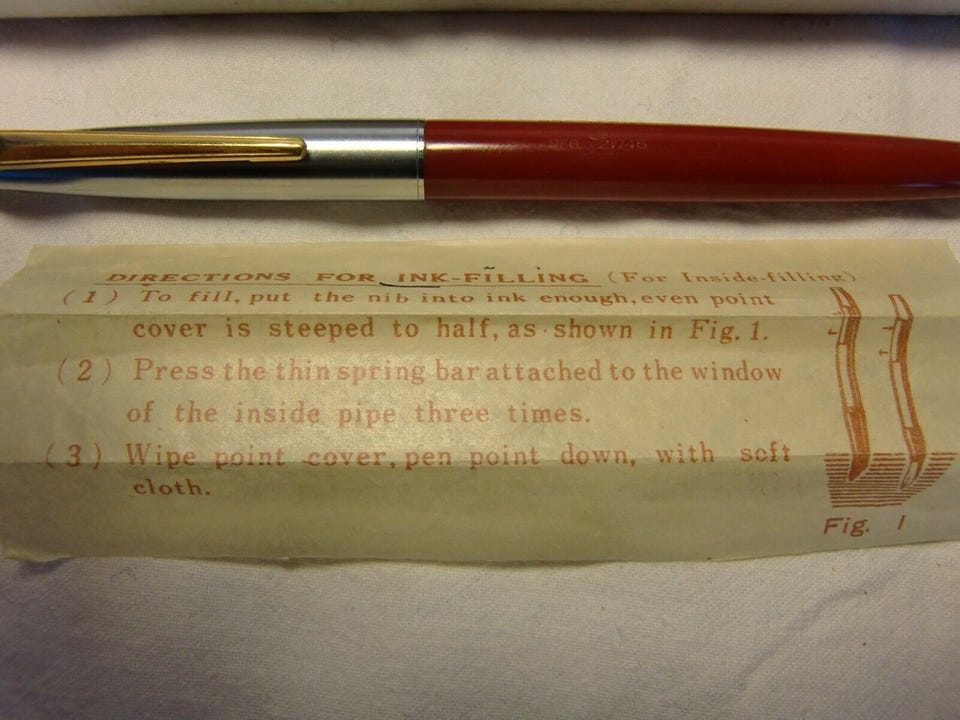 DIRECTIONS FOR INK-FILLING (For Inside-filling)
(1) To fill, put the nib into ink enough, even point
cover is steeped to half, as shown in Fig. 1.
(2) Press the thin spring bar attached to the window
of the inside pipe three times.
(3) Wipe point cover, pen point down, with soft
cloth.
Fig. 1